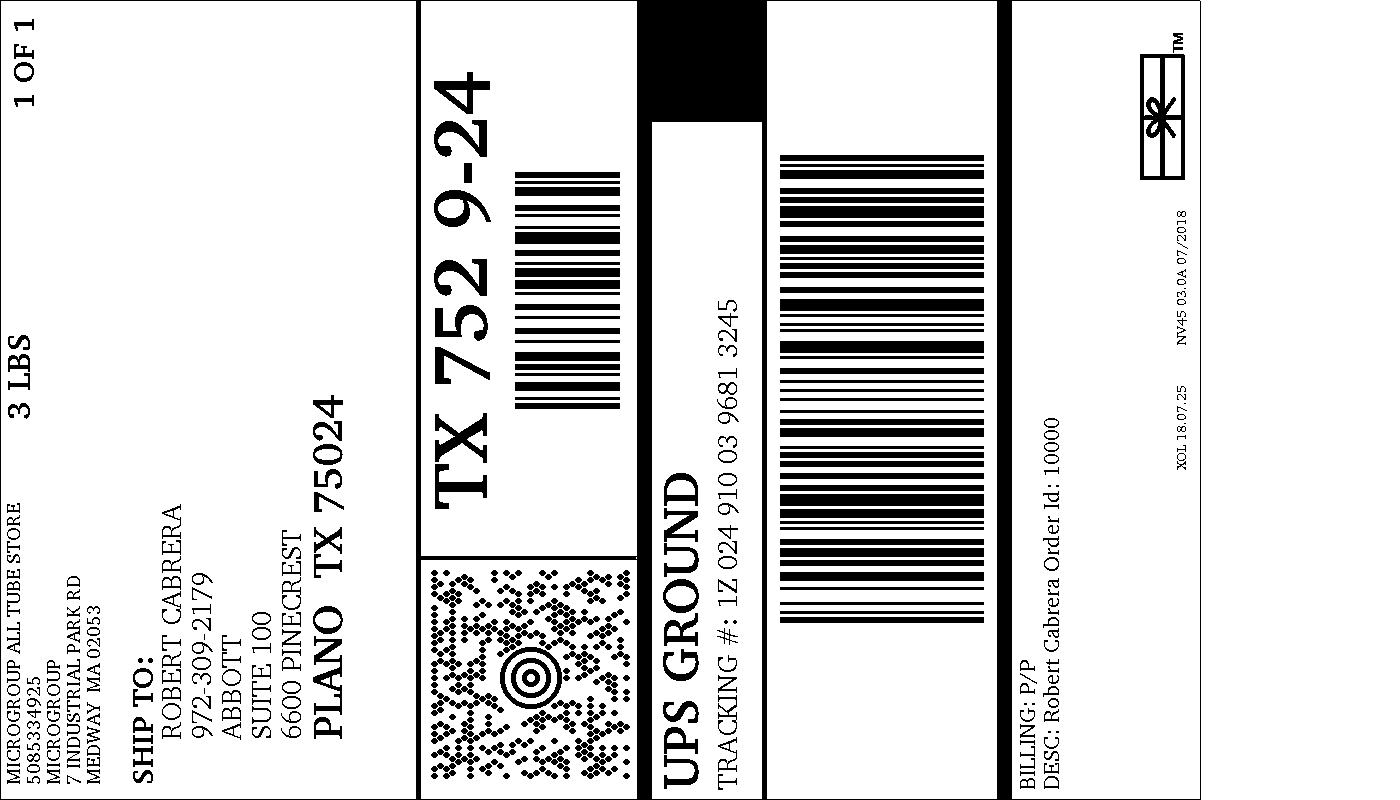 MICROGROUP ALL TUBE STORE
5085334925
MICROGROUP
7 INDUSTRIAL PARK RD
MEDWAY MA 02053
3 LBS
1 OF 1
SHIP TO:
ROBERT CABRERA
972-309-2179
ABBOTT
SUITE 100
6600 PINECREST
PLANO TX 75024
TX 752 9-24
UPS GROUND
TRACKING #: 1Z 024 910 03 9681 3245
BILLING: P/P
DESC: Robert Cabrera Order Id: 10000
XOL 18.07.25 NV45 03.0A 07/2018
TM